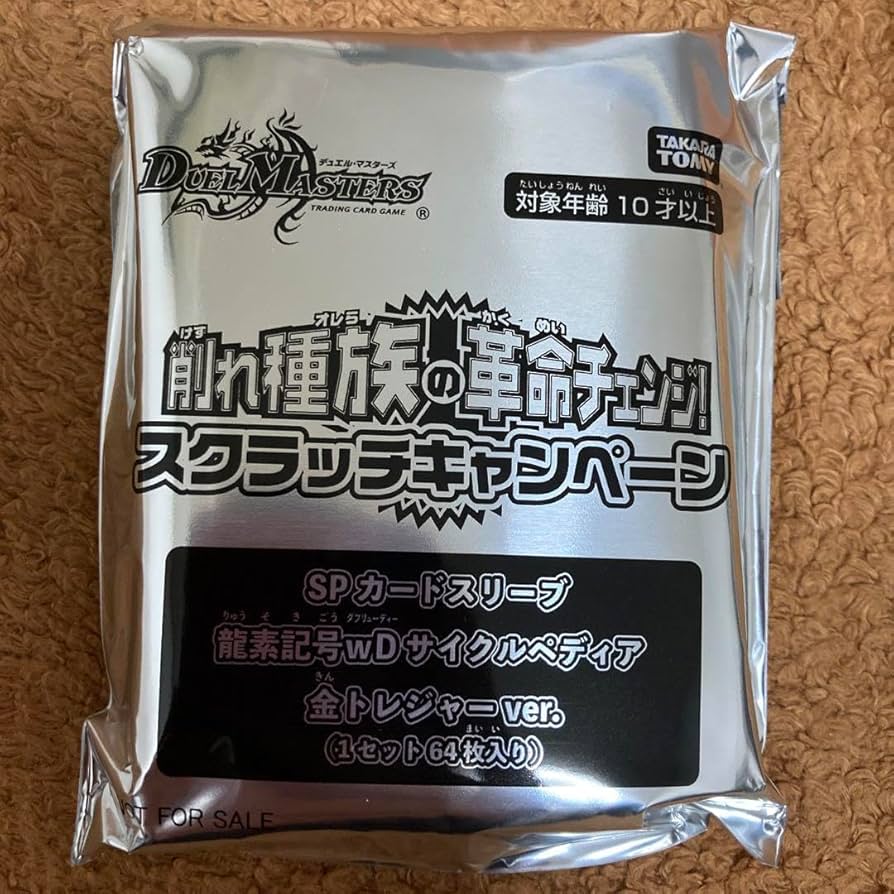 デュエル・マスターズ
DUEL MASTERS
TRADING CARD GAME ®
TAKARA TOMY
たいしょうねん れい さい いじょう
対象年齢 10 才以上
けず オレら かく めい
削れ種族の革命チェンジ!
スクラッチキャンペーン
SPカードスリーブ
りゅう そ き ごう ダブリューディー
龍素記号wD サイクルペディア
きん
金トレジャーver.
まい い
(1セット64枚入り)
NOT FOR SALE